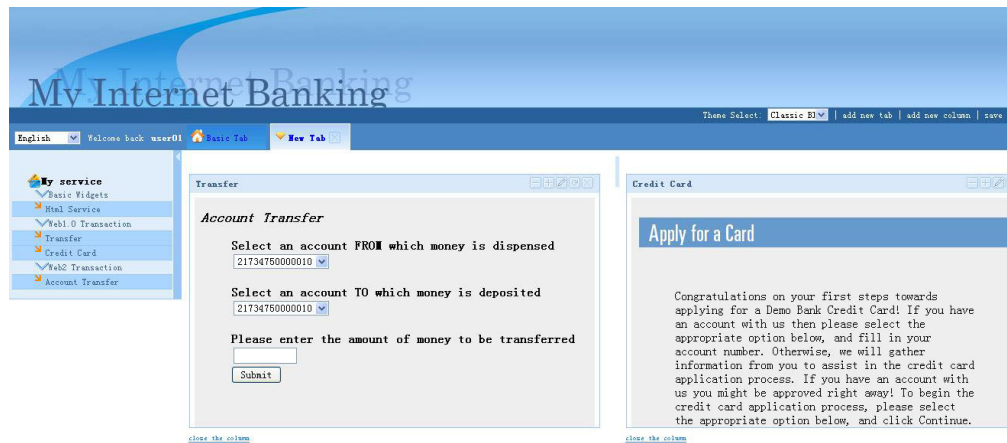 My Internet Banking
Theme Select: Classic Bl | add new tab | add new column | save
English Welcome back user01 Basic Tab New Tab
My service
Basic Widgets
Html Service
Web1.0 Transaction
Transfer
Credit Card
Web2 Transaction
Account Transfer
Transfer
Account Transfer
Select an account FROM which money is dispensed
21734750000010
Select an account TO which money is deposited
21734750000010
Please enter the amount of money to be transferred
Submit
close the column
Credit Card
Apply for a Card
Congratulations on your first steps towards
applying for a Demo Bank Credit Card! If you have
an account with us then please select the
appropriate option below, and fill in your
account number. Otherwise, we will gather
information from you to assist in the credit card
application process. If you have an account with
us you might be approved right away! To begin the
credit card application process, please select
the appropriate option below, and click Continue.
close the column